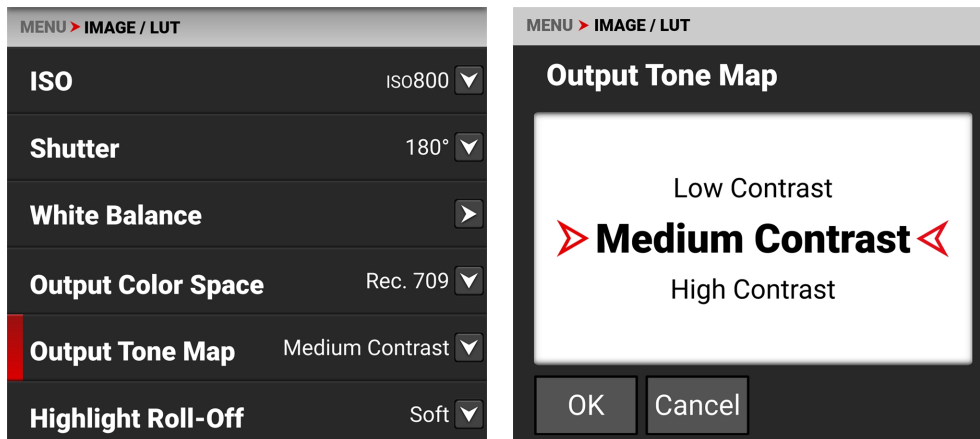 MENU IMAGE / LUT
ISO ISO800
Shutter 180°
White Balance
Output Color Space Rec. 709
Output Tone Map Medium Contrast
Highlight Roll-Off Soft
MENU IMAGE / LUT
Output Tone Map
Low Contrast
Medium Contrast
High Contrast
OK Cancel